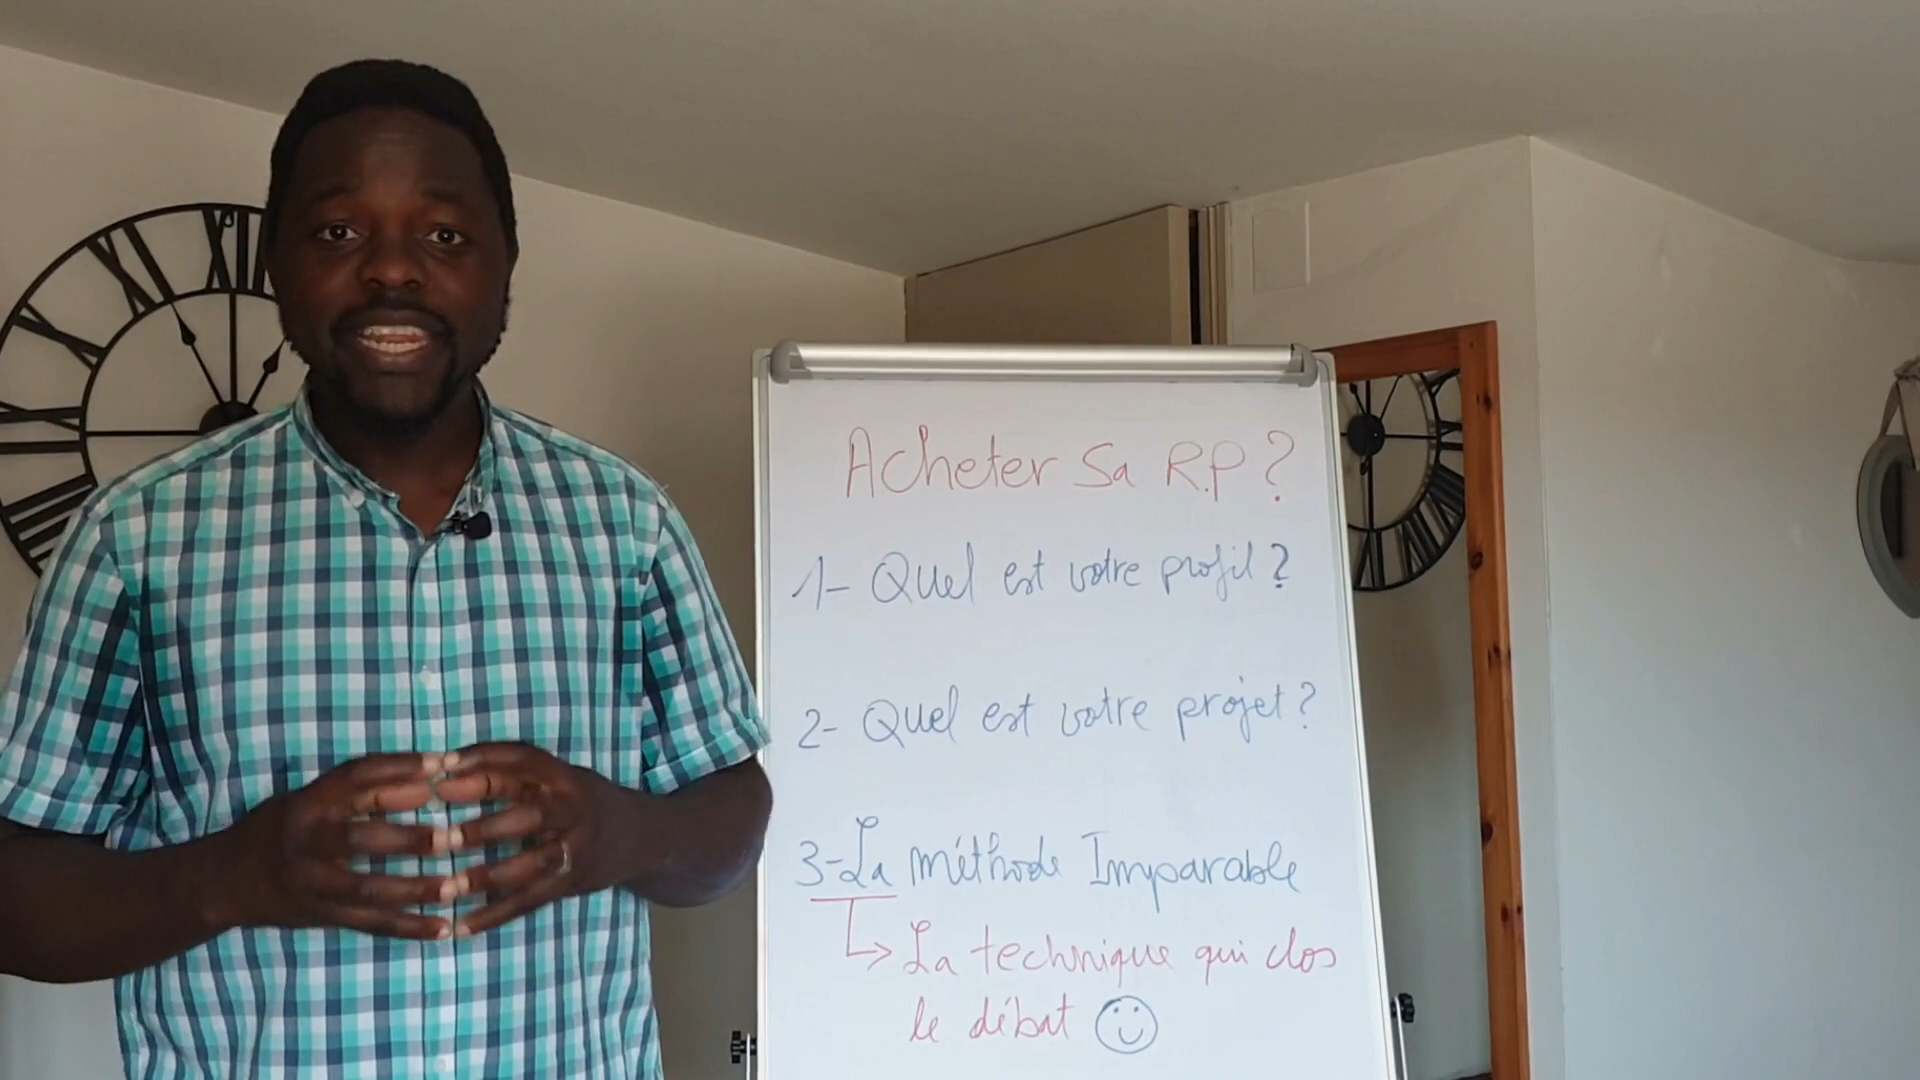 Acheter Sa R.P ?
1- Quel est votre profil ?
2- Quel est votre projet ?
3- La méthode Imparable
La technique qui clos
le débat